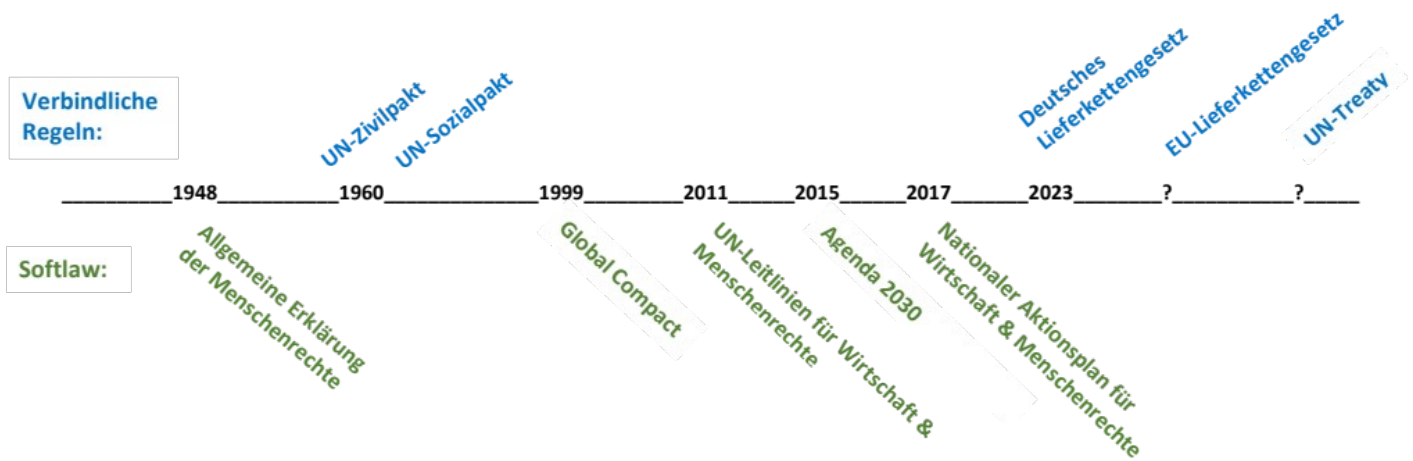 Verbindliche
Regeln:
UN-Zivilpakt
UN-Sozialpakt
Deutsches
Lieferkettengesetz
EU-Lieferkettengesetz
UN-Treaty
__________1948___________1960______________1999_________2011______2015______2017_______2023________?___________?_____
Softlaw:
Allgemeine Erklärung
der Menschenrechte
Global Compact
UN-Leitlinien für Wirtschaft &
Menschenrechte
Agenda 2030
Nationaler Aktionsplan für
Wirtschaft & Menschenrechte